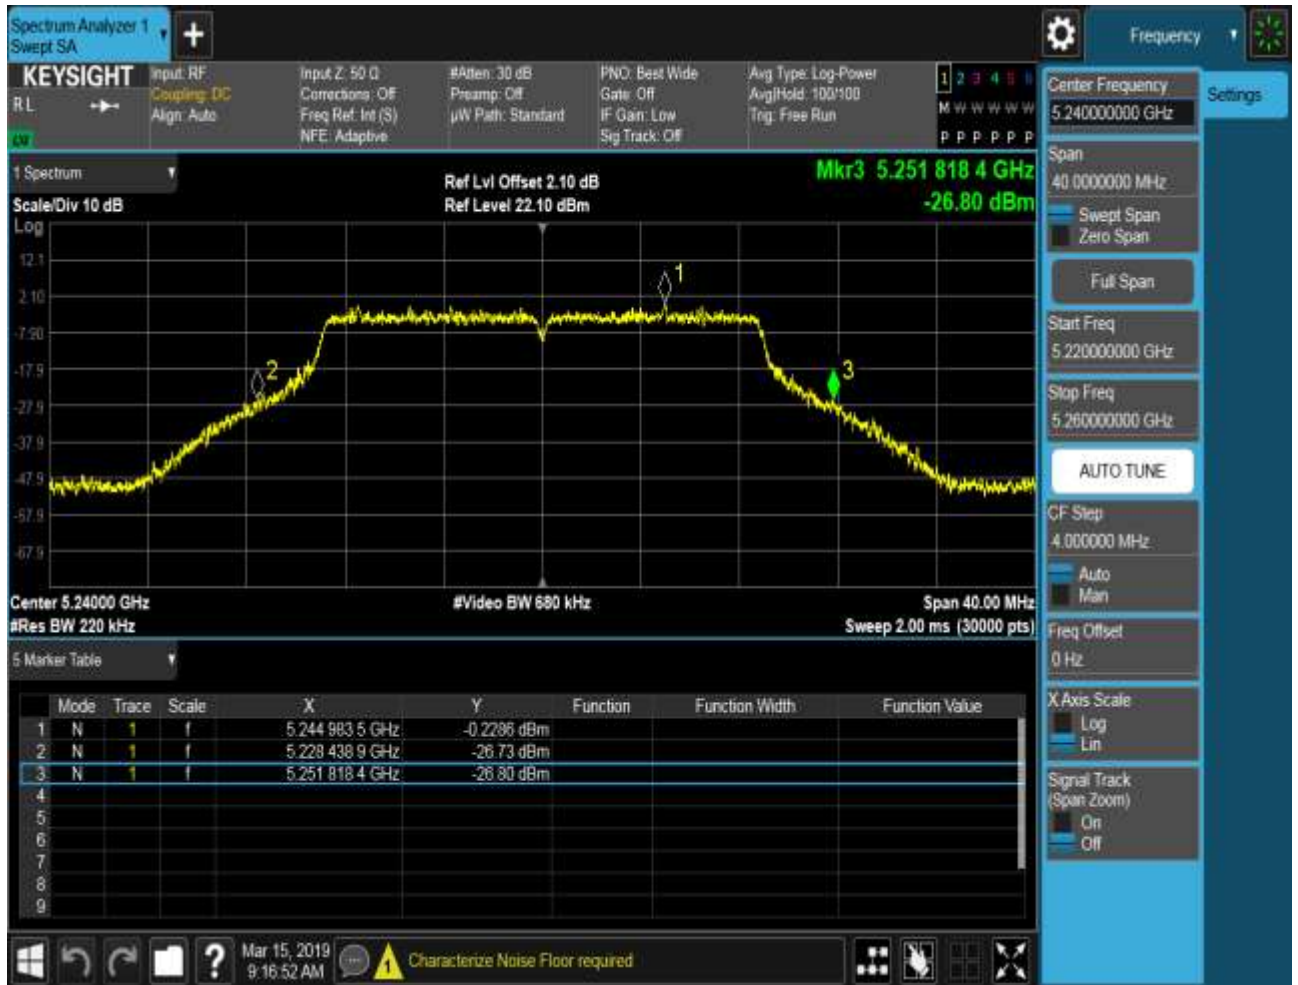 Spectrum Analyzer 1
Swept SA
+
Frequency
KEYSIGHT
RL
Input: RF
Coupling: DC
Align: Auto
Input Z: 50 Ω
Corrections: Off
Freq Ref: Int (S)
NFE: Adaptive
#Atten: 30 dB
Preamp: Off
µW Path: Standard
PNO: Best Wide
Gate: Off
IF Gain: Low
Sig Track: Off
Avg Type: Log-Power
Avg|Hold: 100/100
Trig: Free Run
1 2 3 4 5 6
M W W W W W
P P P P P P
1 Spectrum
Scale/Div 10 dB
Ref Lvl Offset 2.10 dB
Ref Level 22.10 dBm
Mkr3 5.251 818 4 GHz
-26.80 dBm
Log
12.1
2.10
-7.90
-17.9
-27.9
-37.9
-47.9
-57.9
-67.9
1
2
3
Center 5.24000 GHz
#Res BW 220 kHz
#Video BW 680 kHz
Span 40.00 MHz
Sweep 2.00 ms (30000 pts)
5 Marker Table
Mode Trace Scale X Y Function Function Width Function Value
1 N 1 f 5.244 983 5 GHz -0.2286 dBm
2 N 1 f 5.228 438 9 GHz -26.73 dBm
3 N 1 f 5.251 818 4 GHz -26.80 dBm
4
5
6
7
8
9
Center Frequency
5.240000000 GHz
Settings
Span
40.0000000 MHz
Swept Span
Zero Span
Full Span
Start Freq
5.220000000 GHz
Stop Freq
5.260000000 GHz
AUTO TUNE
CF Step
4.000000 MHz
Auto
Man
Freq Offset
0 Hz
X Axis Scale
Log
Lin
Signal Track
(Span Zoom)
On
Off
?
Mar 15, 2019
9:16:52 AM
1
Characterize Noise Floor required